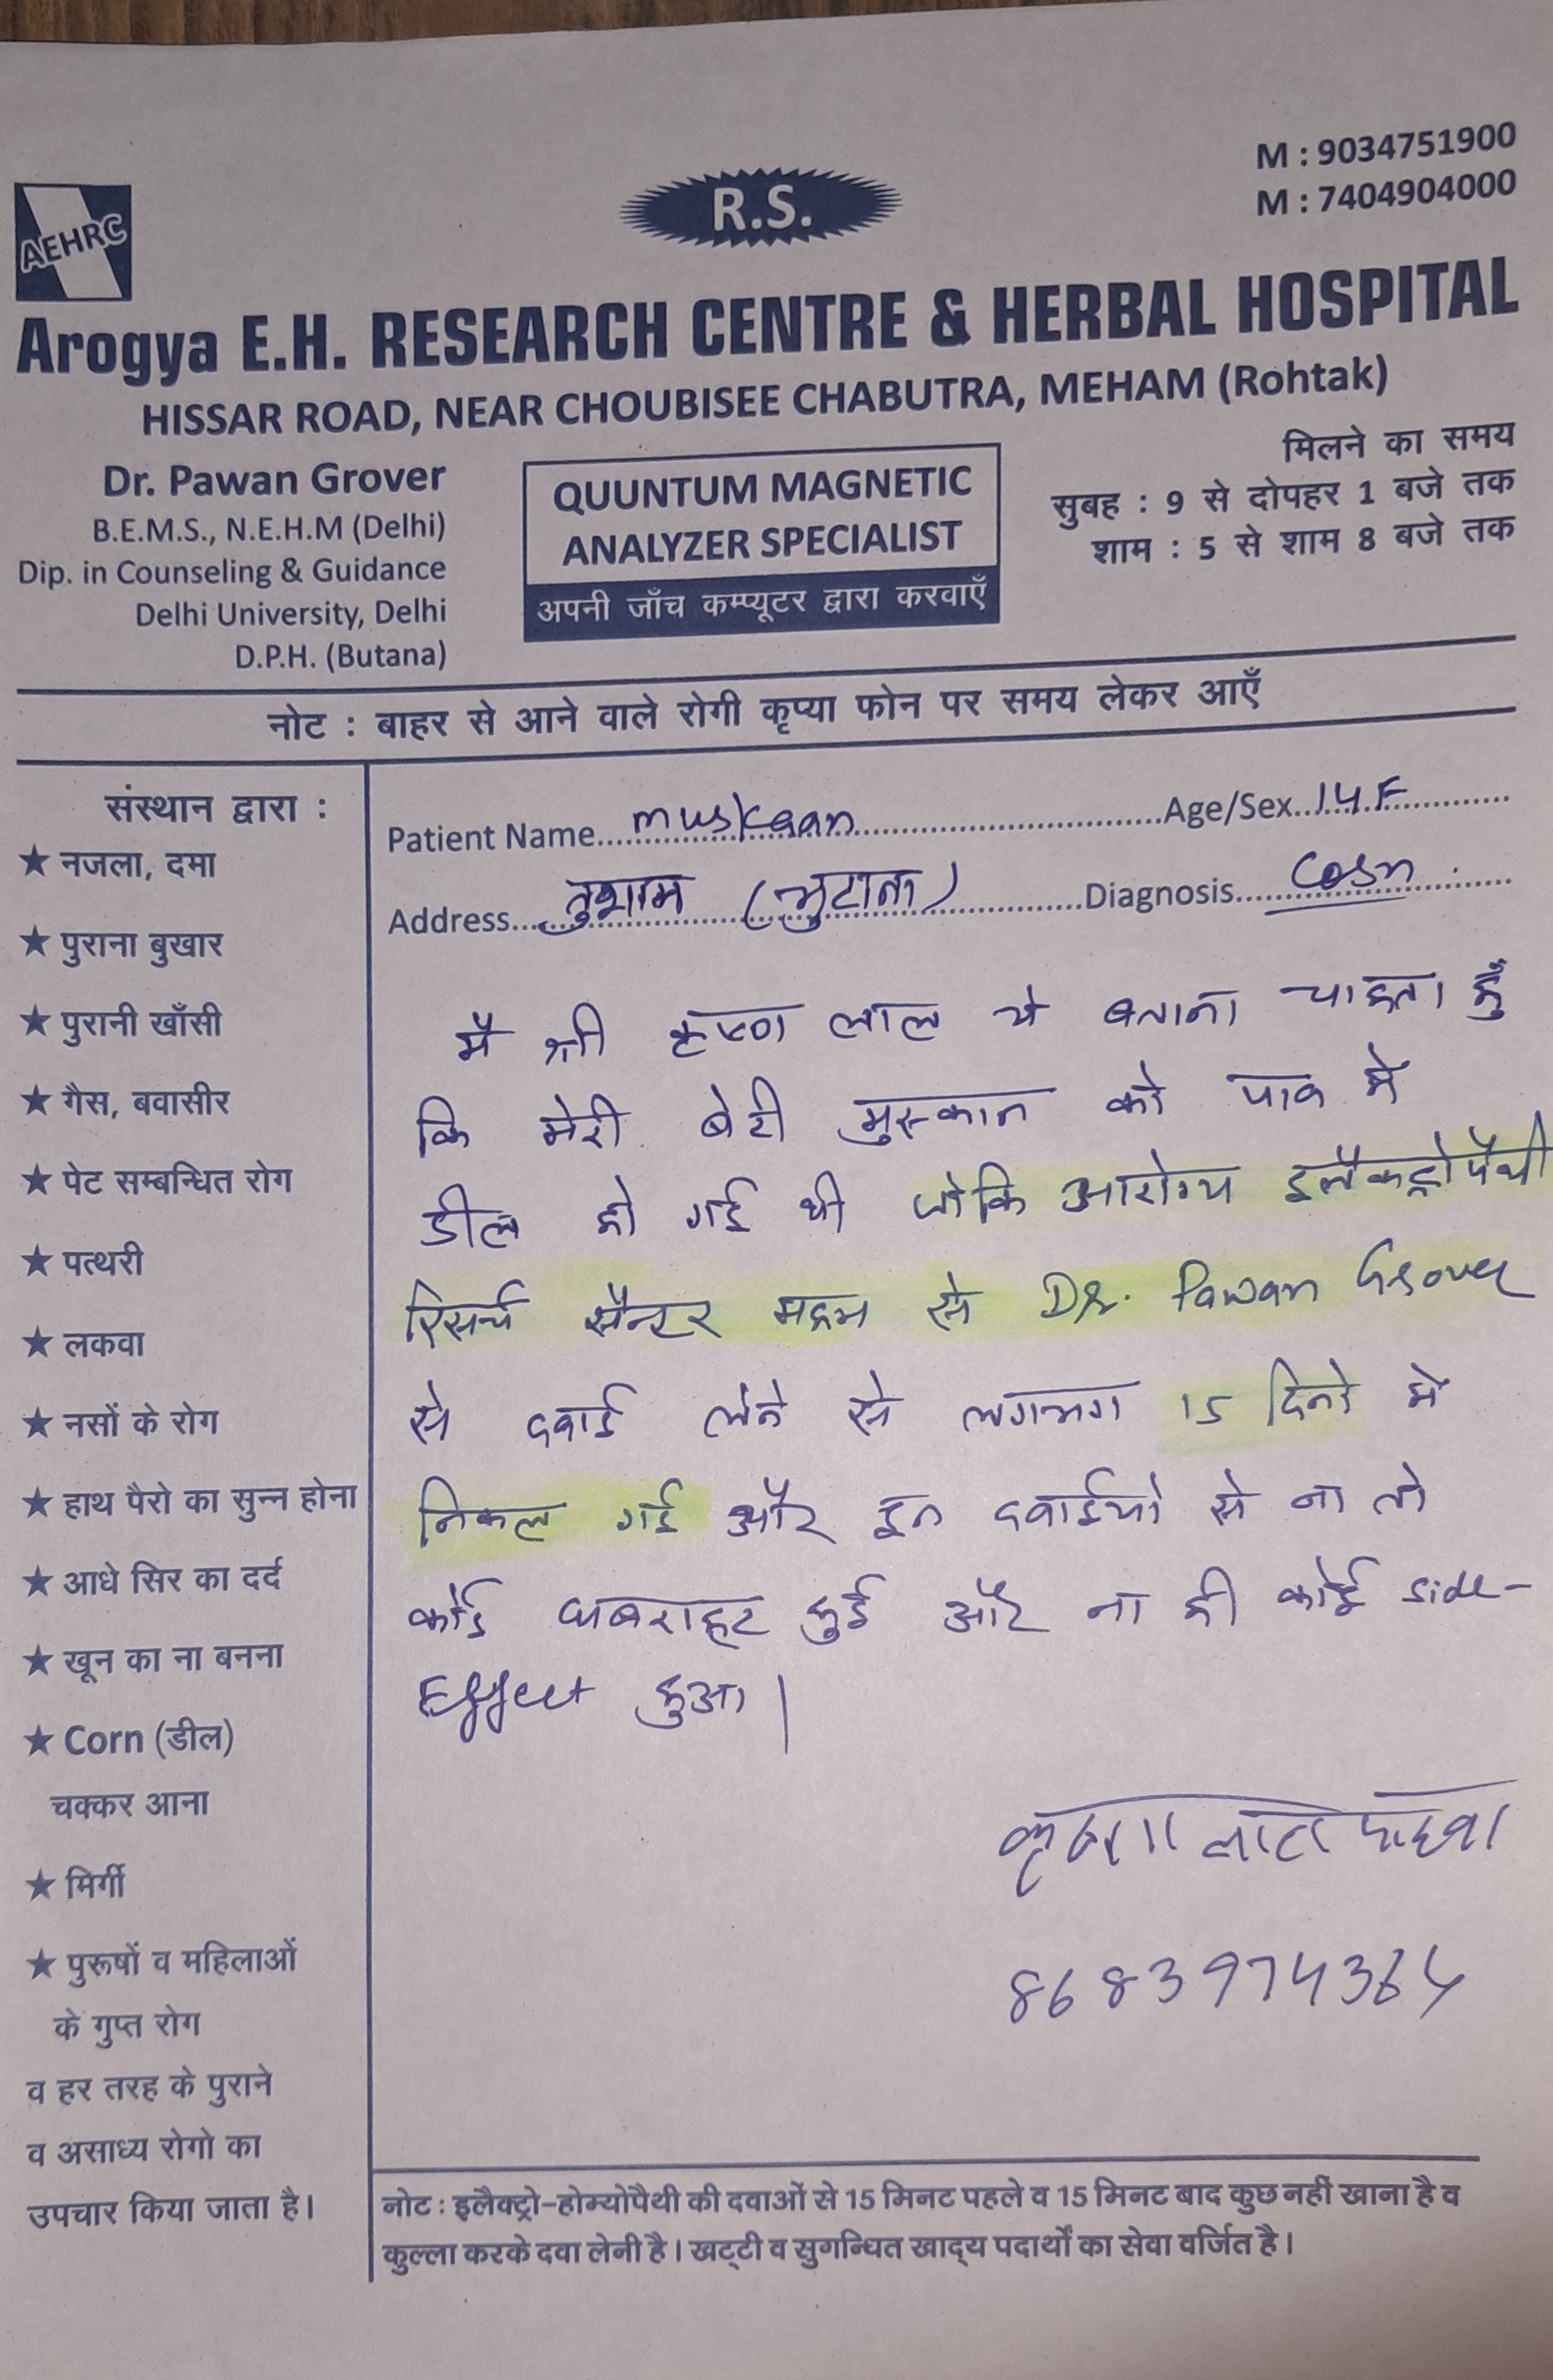 M : 9034751900
M : 7404904000
AEHRC
R.S.
Arogya E.H. RESEARCH CENTRE & HERBAL HOSPITAL
HISSAR ROAD, NEAR CHOUBISEE CHABUTRA, MEHAM (Rohtak)
Dr. Pawan Grover
B.E.M.S., N.E.H.M (Delhi)
Dip. in Counseling & Guidance
Delhi University, Delhi
D.P.H. (Butana)
QUUNTUM MAGNETIC
ANALYZER SPECIALIST
अपनी जाँच कम्प्यूटर द्वारा करवाएँ
मिलने का समय
सुबह : 9 से दोपहर 1 बजे तक
शाम : 5 से शाम 8 बजे तक
नोट : बाहर से आने वाले रोगी कृप्या फोन पर समय लेकर आएँ
संस्थान द्वारा :
★ नजला, दमा
★ पुराना बुखार
★ पुरानी खाँसी
★ गैस, बवासीर
★ पेट सम्बन्धित रोग
★ पत्थरी
★ लकवा
★ नसों के रोग
★ हाथ पैरो का सुन्न होना
★ आधे सिर का दर्द
★ खून का ना बनना
★ Corn (डील)
चक्कर आना
★ मिर्गी
★ पुरूषों व महिलाओं
के गुप्त रोग
व हर तरह के पुराने
व असाध्य रोगो का
उपचार किया जाता है।
Patient Name muskaan Age/Sex 14 F
Address तुशाम Diagnosis Corn
मै श्री कृष्ण लाल ये बताना चाहता हुँ
कि मेरी बेटी मुस्कान को पाव मे
डील हो गई थी जोकि आरोग्य इलैक्ट्रोपैथी
रिसर्च सैन्टर महम से Dr. Pawan Grover
से दवाई लेने से लगभग 15 दिनो मे
निकल गई और इन दवाईयो से ना तो
कोई घबराहट हुई और ना ही कोई side-
Effect हुआ।
कृष्ण लाल
8683974364
नोट : इलैक्ट्रो-होम्योपैथी की दवाओं से 15 मिनट पहले व 15 मिनट बाद कुछ नहीं खाना है व
कुल्ला करके दवा लेनी है। खट्टी व सुगन्धित खाद्य पदार्थों का सेवा वर्जित है।